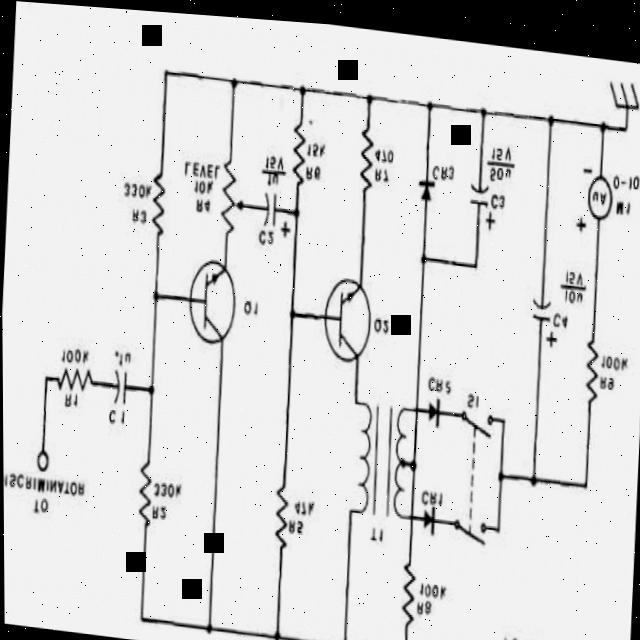 R8
100k
T1
TO
ISCRIMINATOR
R2
330k
R5
47k
CR1
C1
.1u
R1
100k
CR2
S1
R9
100k
+
C4
10u
15V
Q1
Q2
C2
+
1u
15V
R3
330k
R4
10k
LEVEL
R6
15k
R7
470
CR3
+
C3
50u
15V
+
M1
uA
0-10
-